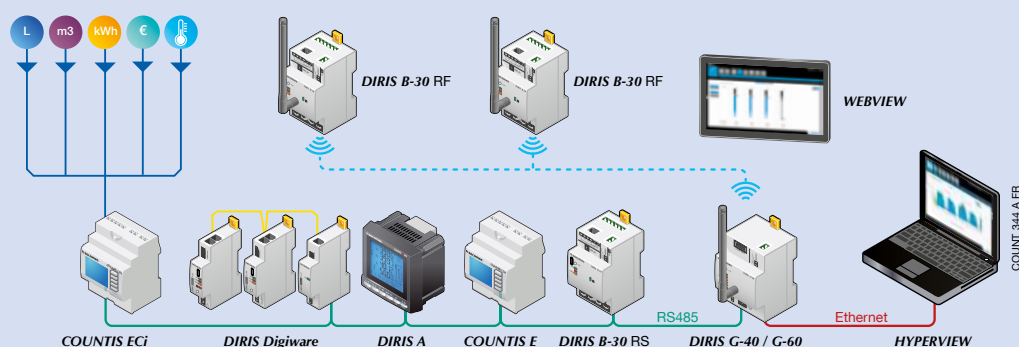 L m3 kWh €
DIRIS B-30 RF
DIRIS B-30 RF
WEBVIEW
COUNT 344 A FR
RS485
Ethernet
COUNTIS ECi
DIRIS Digiware
DIRIS A
COUNTIS E
DIRIS B-30 RS
DIRIS G-40 / G-60
HYPERVIEW